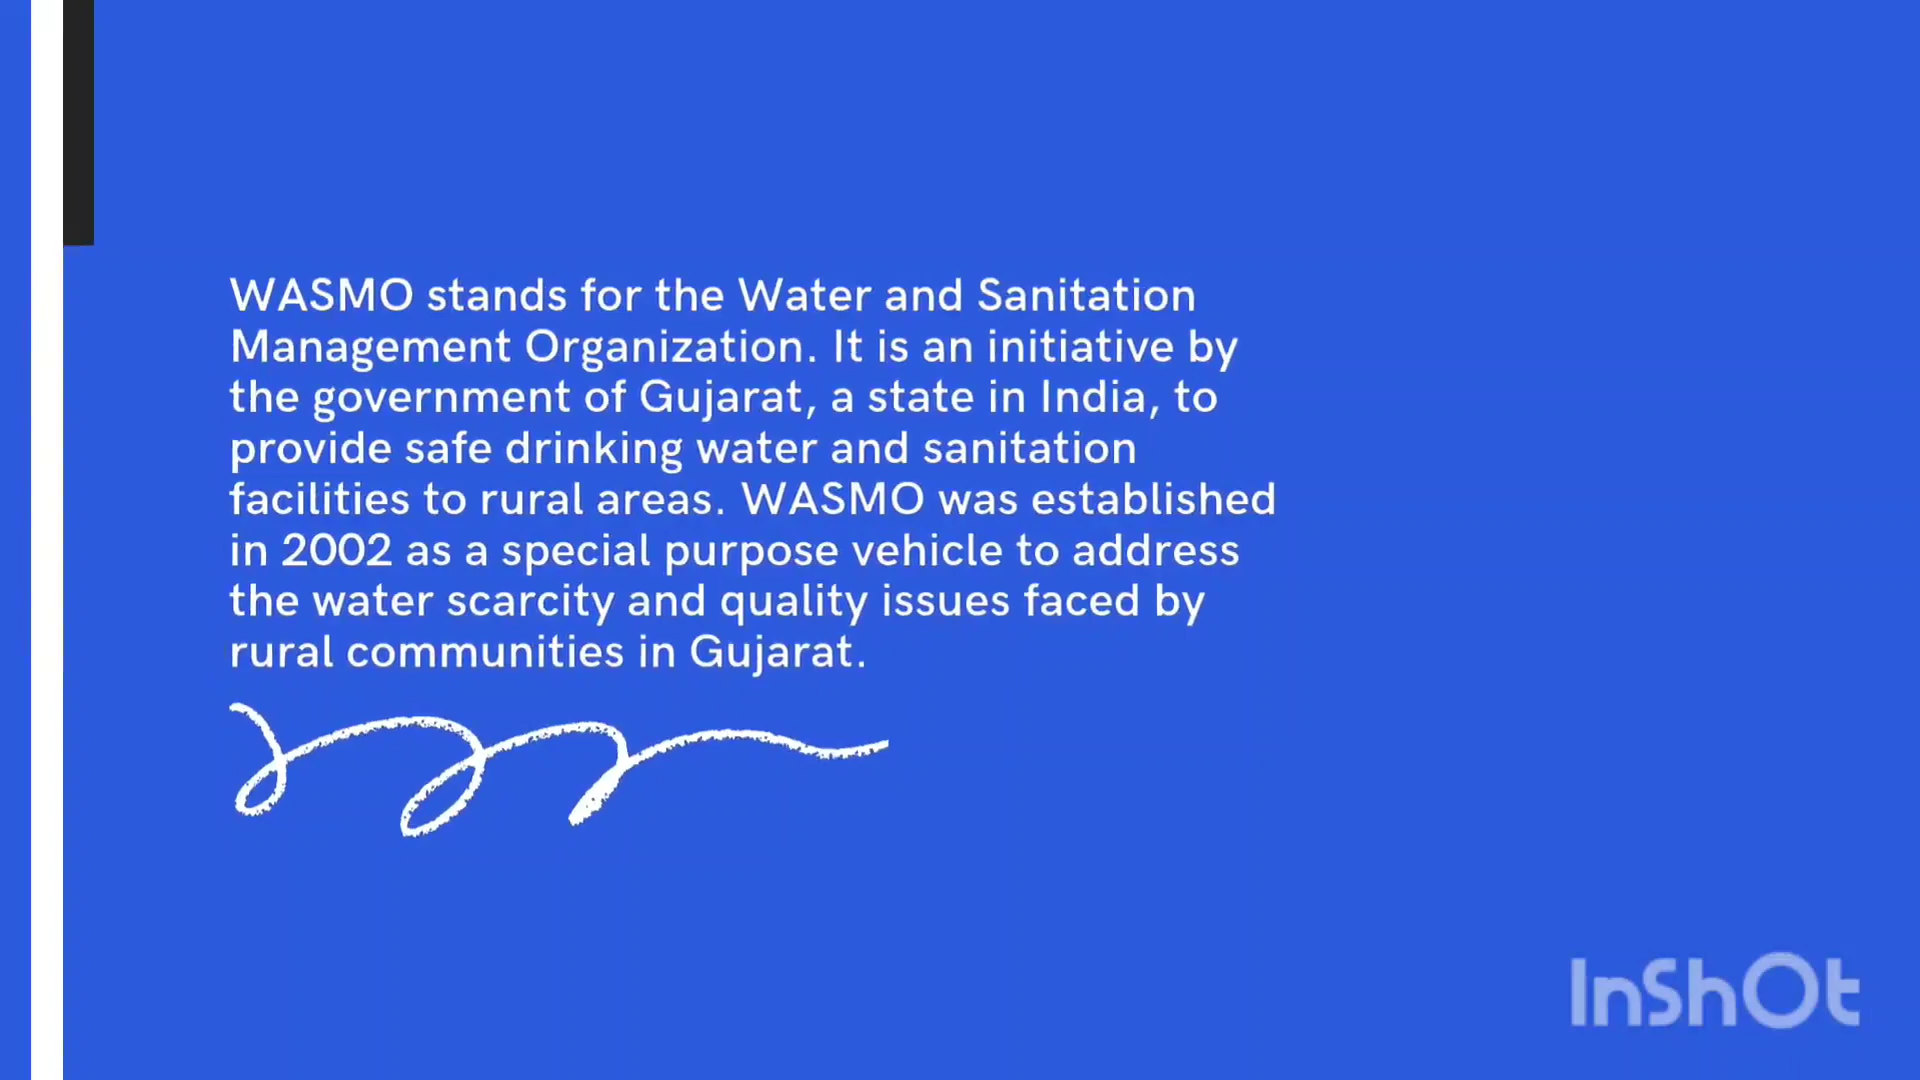 WASMO stands for the Water and Sanitation
Management Organization. It is an initiative by
the government of Gujarat, a state in India, to
provide safe drinking water and sanitation
facilities to rural areas. WASMO was established
in 2002 as a special purpose vehicle to address
the water scarcity and quality issues faced by
rural communities in Gujarat.
InShOt